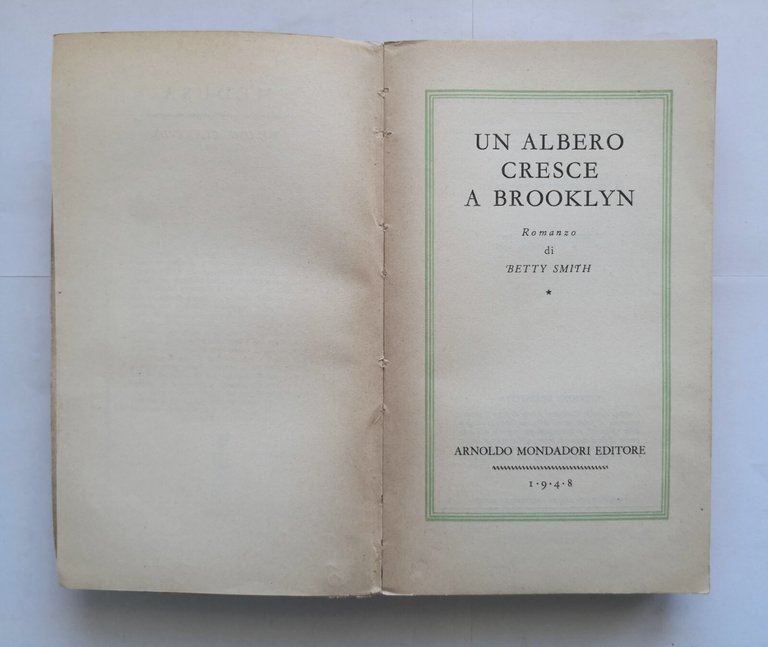 UN ALBERO
CRESCE
A BROOKLYN
Romanzo
di
BETTY SMITH
*
ARNOLDO MONDADORI EDITORE
1·9·4·8